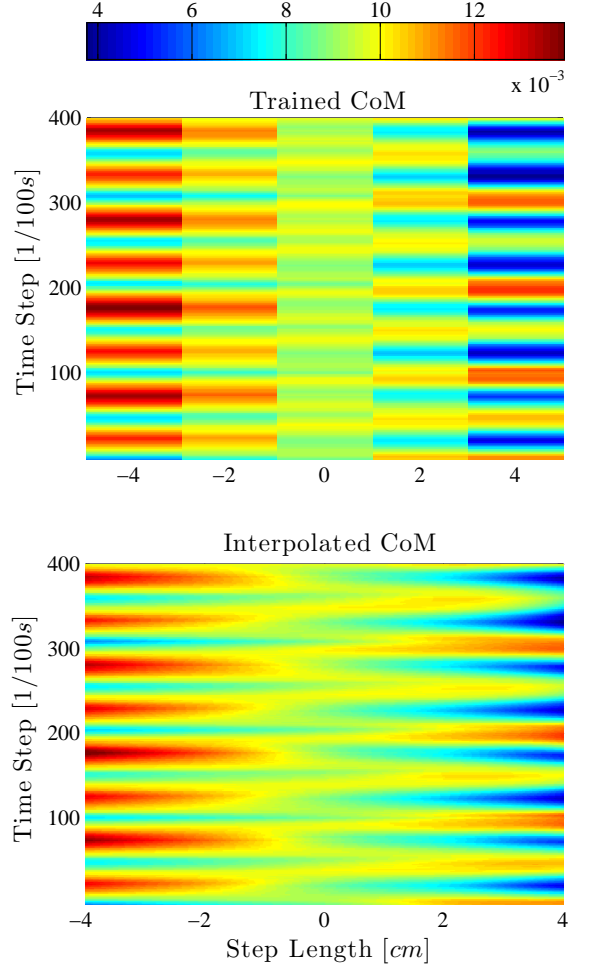 4 6 8 10 12
x 10⁻³
Trained CoM
400
300
200
100
Time Step [1/100s]
−4 −2 0 2 4
Interpolated CoM
400
300
200
100
Time Step [1/100s]
−4 −2 0 2 4
Step Length [cm]